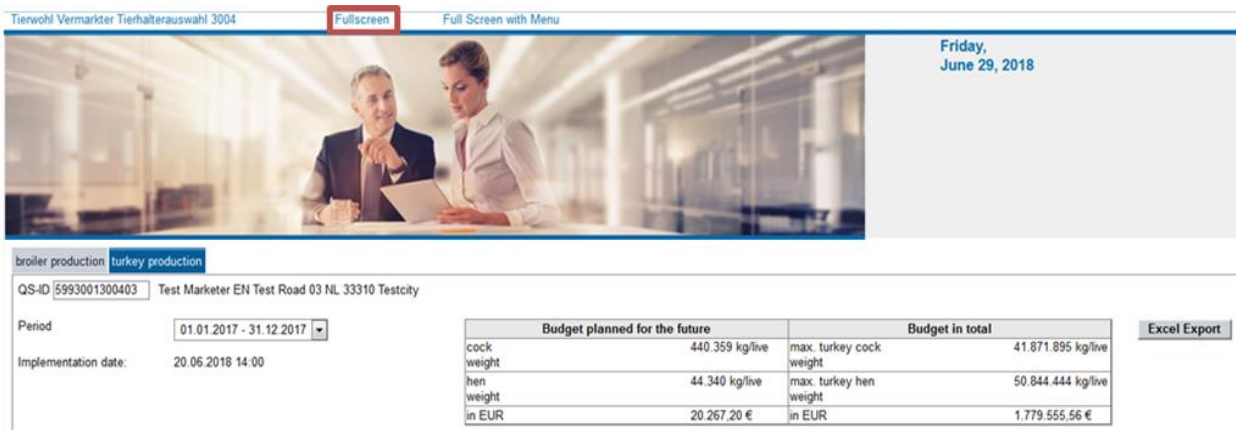 Tierwohl Vermarkter Tierhalterauswahl 3004 Fullscreen Full Screen with Menu
Friday,
June 29, 2018
broiler production turkey production
QS-ID 5993001300403 Test Marketer EN Test Road 03 NL 33310 Testcity
Period 01.01.2017 - 31.12.2017
Implementation date: 20.06.2018 14:00
Budget planned for the future Budget in total Excel Export
cock 440.359 kg/live max. turkey cock 41.871.895 kg/live
weight weight
hen 44.340 kg/live max. turkey hen 50.844.444 kg/live
weight weight
in EUR 20.267,20 € in EUR 1.779.555,56 €